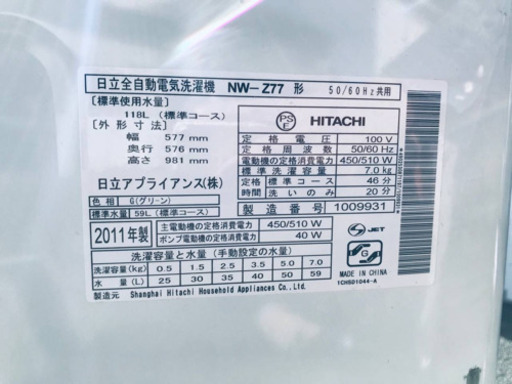 日立全自動電気洗濯機 NW-Z77 形 50/60Hz共用
〔標準使用水量〕
118L (標準コース)
〔外形寸法〕
幅 577 mm
奥行 576 mm
高さ 981 mm
日立アプライアンス(株)
色相 G(グリーン)
標準水量 59L (標準コース)
PS
E
HITACHI
定格電圧 100 V
定格周波数 50/60 Hz
電動機の定格消費電力 450/510 W
標準洗濯容量 7.0 kg
定格時間 標準コース 46分
洗いのみ 20分
製造番号 1009931
2011年製
主電動機の定格消費電力 450/510 W
ポンプ電動機定格消費電力 40 W
洗濯容量と水量 (手動設定の水量)
洗濯容量(kg) 0.5 1.5 2.5 3.5 5.0 7.0
水量(L) 25 30 35 40 50 59
製造元 Shanghai Hitachi Household Appliances Co., Ltd.
S JET
S
G
MADE IN CHINA
1CH601044-A